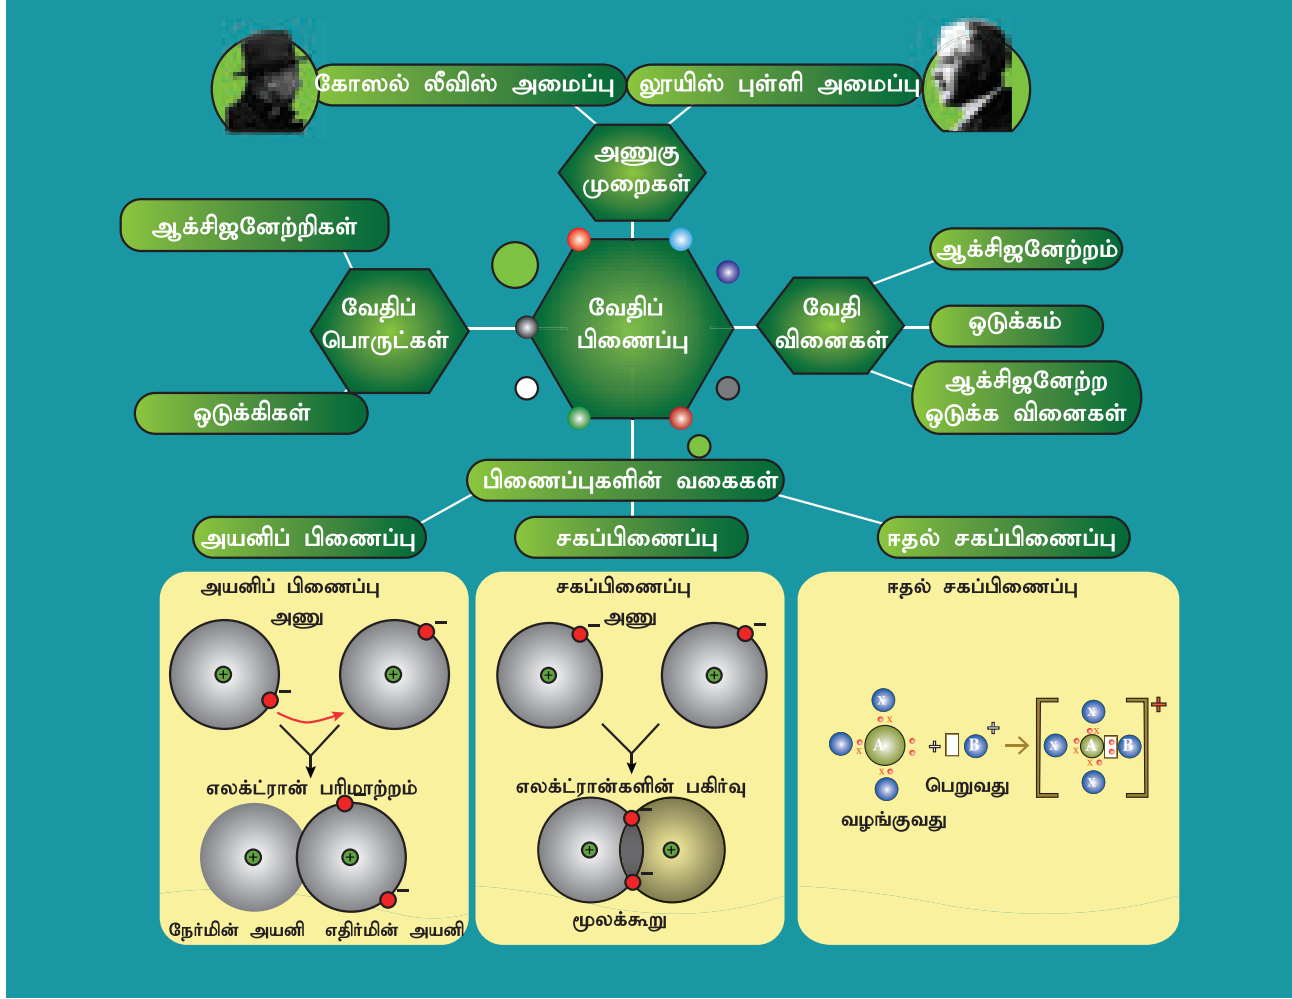 கோஸல் லீவிஸ் அமைப்பு
லூயிஸ் புள்ளி அமைப்பு
அணுகு
முறைகள்
ஆக்சிஜனேற்றிகள்
வேதிப்
பொருட்கள்
ஒடுக்கிகள்
வேதிப்
பிணைப்பு
வேதி
வினைகள்
ஆக்சிஜனேற்றம்
ஒடுக்கம்
ஆக்சிஜனேற்ற
ஒடுக்க வினைகள்
பிணைப்புகளின் வகைகள்
அயனிப் பிணைப்பு
சகப்பிணைப்பு
ஈதல் சகப்பிணைப்பு
அயனிப் பிணைப்பு
அணு
எலக்ட்ரான் பரிமாற்றம்
நேர்மின் அயனி எதிர்மின் அயனி
சகப்பிணைப்பு
அணு
எலக்ட்ரான்களின் பகிர்வு
மூலக்கூறு
ஈதல் சகப்பிணைப்பு
X
X
A
X
X
+
B
+
X
X
X
X
A
B
X
X
+
பெறுவது
வழங்குவது